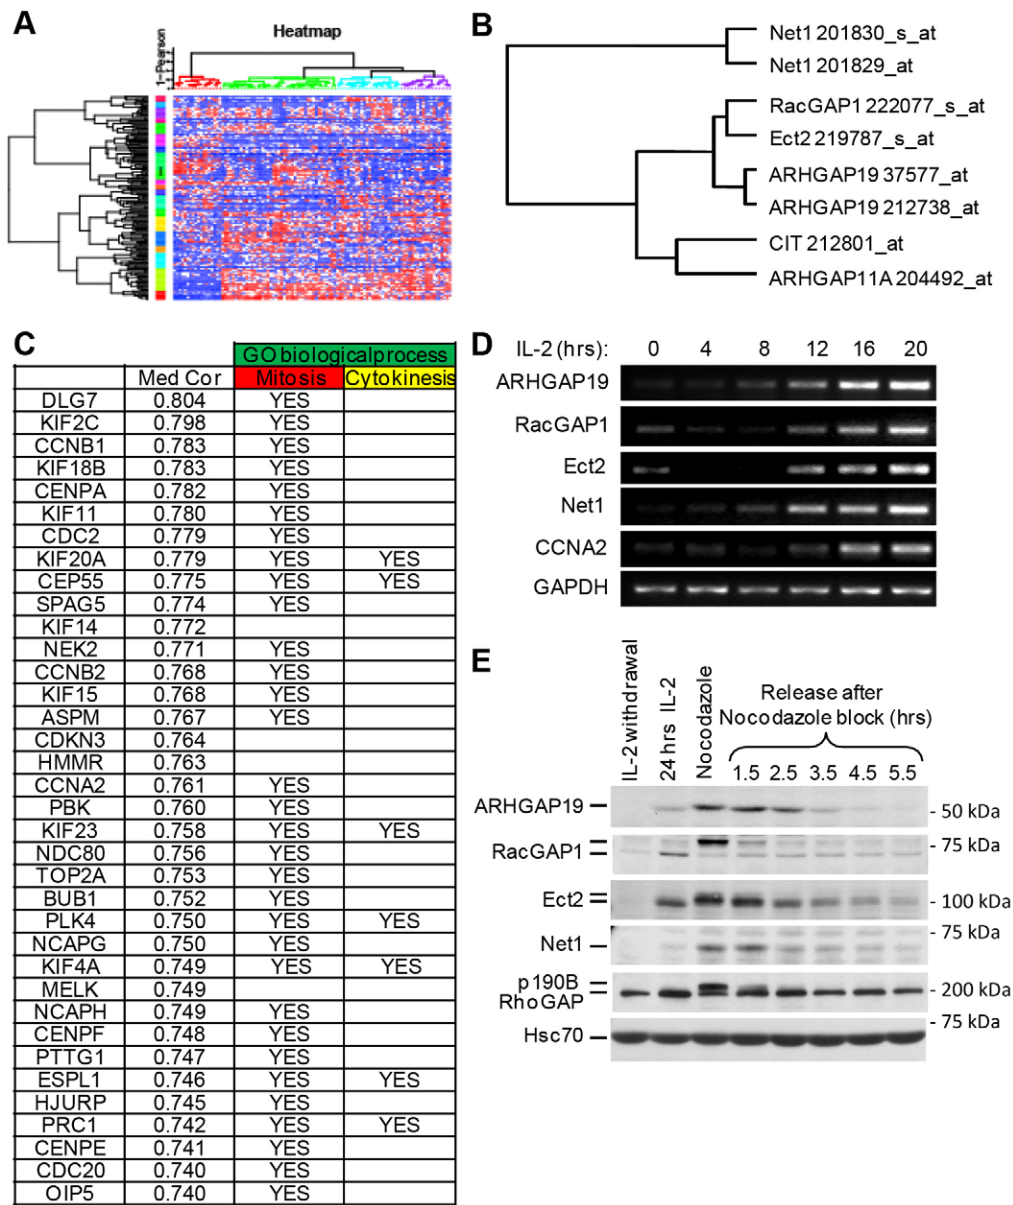 A
Heatmap
1-Pearson
B
Net1 201830_s_at
Net1 201829_at
RacGAP1 222077_s_at
Ect2 219787_s_at
ARHGAP19 37577_at
ARHGAP19 212738_at
CIT 212801_at
ARHGAP11A 204492_at
C
GO biological process
Med Cor Mitosis Cytokinesis
DLG7 0.804 YES
KIF2C 0.798 YES
CCNB1 0.783 YES
KIF18B 0.783 YES
CENPA 0.782 YES
KIF11 0.780 YES
CDC2 0.779 YES
KIF20A 0.779 YES YES
CEP55 0.775 YES YES
SPAG5 0.774 YES
KIF14 0.772
NEK2 0.771 YES
CCNB2 0.768 YES
KIF15 0.768 YES
ASPM 0.767 YES
CDKN3 0.764
HMMR 0.763
CCNA2 0.761 YES
PBK 0.760 YES
KIF23 0.758 YES YES
NDC80 0.756 YES
TOP2A 0.753 YES
BUB1 0.752 YES
PLK4 0.750 YES YES
NCAPG 0.750 YES
KIF4A 0.749 YES YES
MELK 0.749
NCAPH 0.749 YES
CENPF 0.748 YES
PTTG1 0.747 YES
ESPL1 0.746 YES YES
HJURP 0.745 YES
PRC1 0.742 YES YES
CENPE 0.741 YES
CDC20 0.740 YES
OIP5 0.740 YES
D
IL-2 (hrs): 0 4 8 12 16 20
ARHGAP19
RacGAP1
Ect2
Net1
CCNA2
GAPDH
E
IL-2 withdrawal
24 hrs IL-2
Nocodazole
Release after
Nocodazole block (hrs)
1.5 2.5 3.5 4.5 5.5
ARHGAP19 - 50 kDa
RacGAP1 - 75 kDa
Ect2 - 100 kDa
- 75 kDa
Net1
p190B
RhoGAP - 200 kDa
- 75 kDa
Hsc70